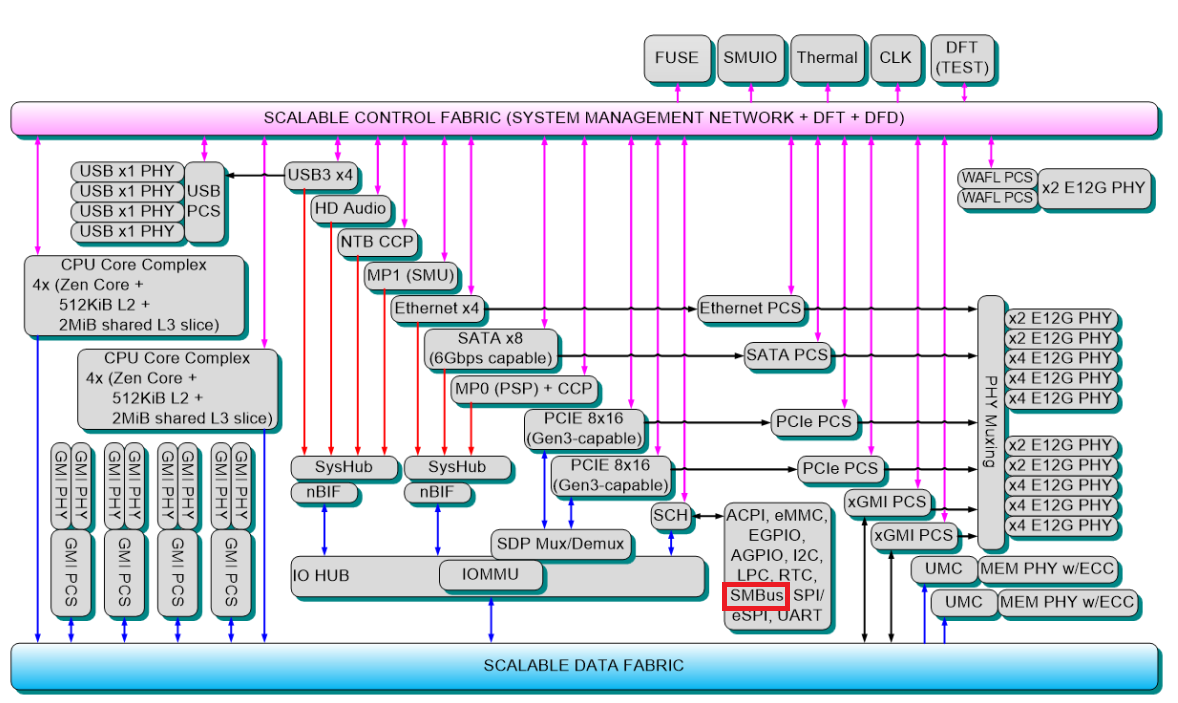 FUSE
SMUIO
Thermal
CLK
DFT
(TEST)
SCALABLE CONTROL FABRIC (SYSTEM MANAGEMENT NETWORK + DFT + DFD)
USB x1 PHY
USB x1 PHY
USB x1 PHY
USB x1 PHY
USB
PCS
USB3 x4
HD Audio
NTB CCP
MP1 (SMU)
Ethernet x4
SATA x8
(6Gbps capable)
MP0 (PSP) + CCP
PCIE 8x16
(Gen3-capable)
PCIE 8x16
(Gen3-capable)
WAFL PCS
WAFL PCS
x2 E12G PHY
CPU Core Complex
4x (Zen Core +
512KiB L2 +
2MiB shared L3 slice)
CPU Core Complex
4x (Zen Core +
512KiB L2 +
2MiB shared L3 slice)
Ethernet PCS
SATA PCS
PCIe PCS
PCIe PCS
xGMI PCS
xGMI PCS
PHY Muxing
x2 E12G PHY
x2 E12G PHY
x4 E12G PHY
x4 E12G PHY
x4 E12G PHY
x2 E12G PHY
x2 E12G PHY
x4 E12G PHY
x4 E12G PHY
x4 E12G PHY
GMI PHY
GMI PHY
GMI PCS
GMI PHY
GMI PHY
GMI PCS
GMI PHY
GMI PHY
GMI PCS
GMI PHY
GMI PHY
GMI PCS
SysHub
nBIF
SysHub
nBIF
SDP Mux/Demux
IO HUB
IOMMU
SCH
ACPI, eMMC,
EGPIO,
AGPIO, I2C,
LPC, RTC,
SMBus, SPI/
eSPI, UART
UMC
MEM PHY w/ECC
UMC
MEM PHY w/ECC
SCALABLE DATA FABRIC